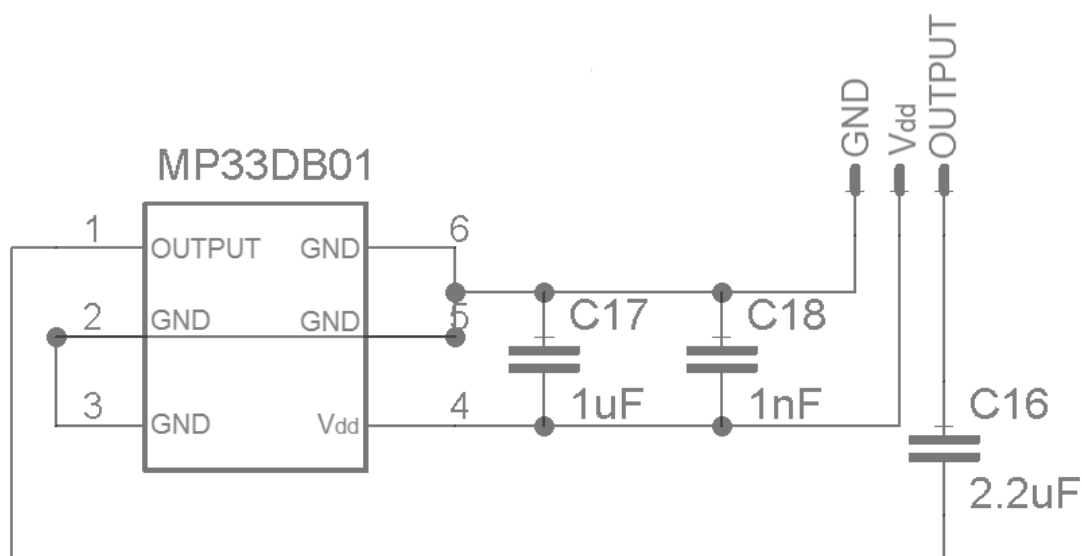 GND
Vdd
OUTPUT
MP33DB01
1
OUTPUT
GND
6
2
GND
GND
5
3
GND
Vdd
4
C17
1uF
C18
1nF
C16
2.2uF